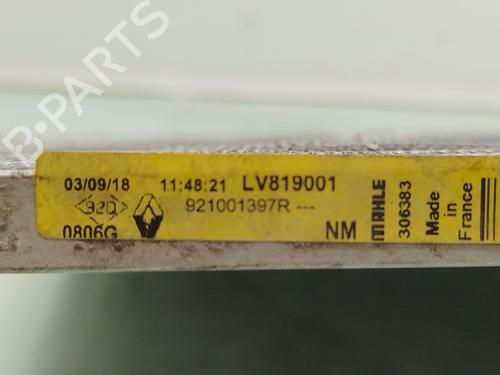 03/09/18 11:48:21 LV819001
920 921001397R ---
0806G NM
MAHLE
306383
Made
in
France
B-PARTS